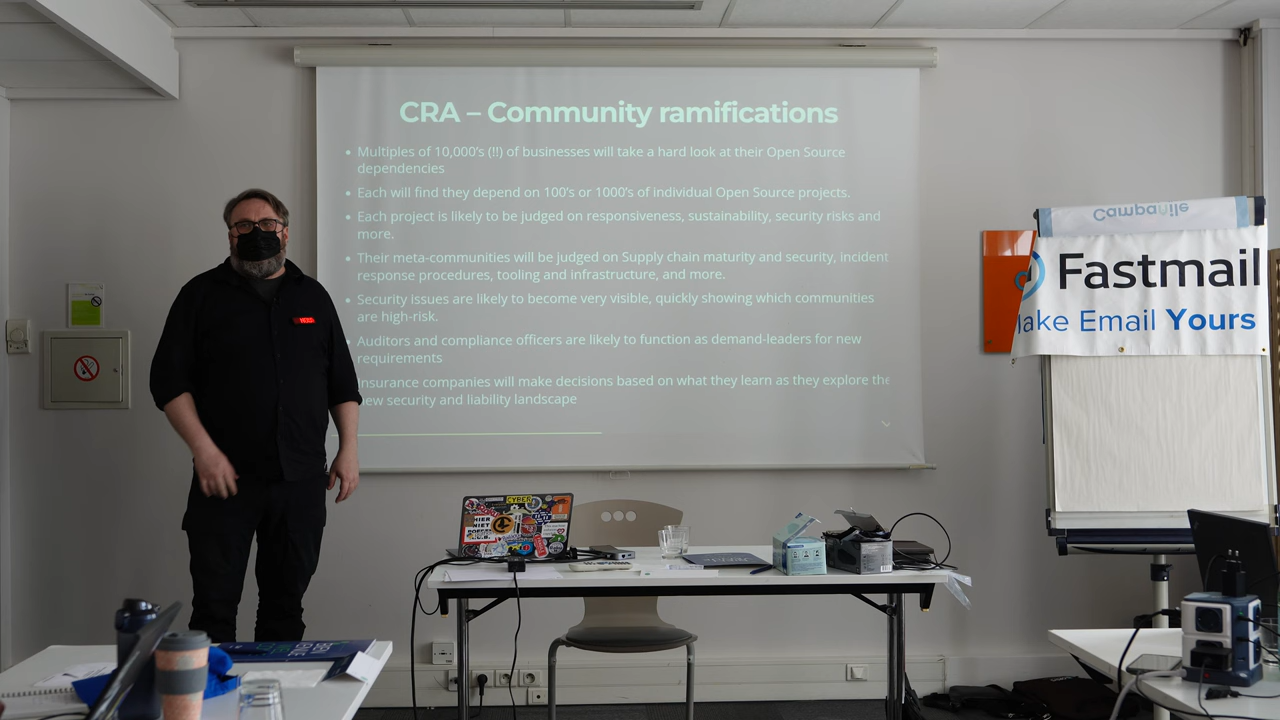 CRA – Community ramifications
• Multiples of 10,000's (!!) of businesses will take a hard look at their Open Source
dependencies
• Each will find they depend on 100's or 1000's of individual Open Source projects.
• Each project is likely to be judged on responsiveness, sustainability, security risks and
more.
• Their meta-communities will be judged on Supply chain maturity and security, incident
response procedures, tooling and infrastructure, and more.
• Security issues are likely to become very visible, quickly showing which communities
are high-risk.
• Auditors and compliance officers are likely to function as demand-leaders for new
requirements
Insurance companies will make decisions based on what they learn as they explore the
new security and liability landscape
Campanile
Fastmail
ake Email Yours
CYBER
HIER
NIET